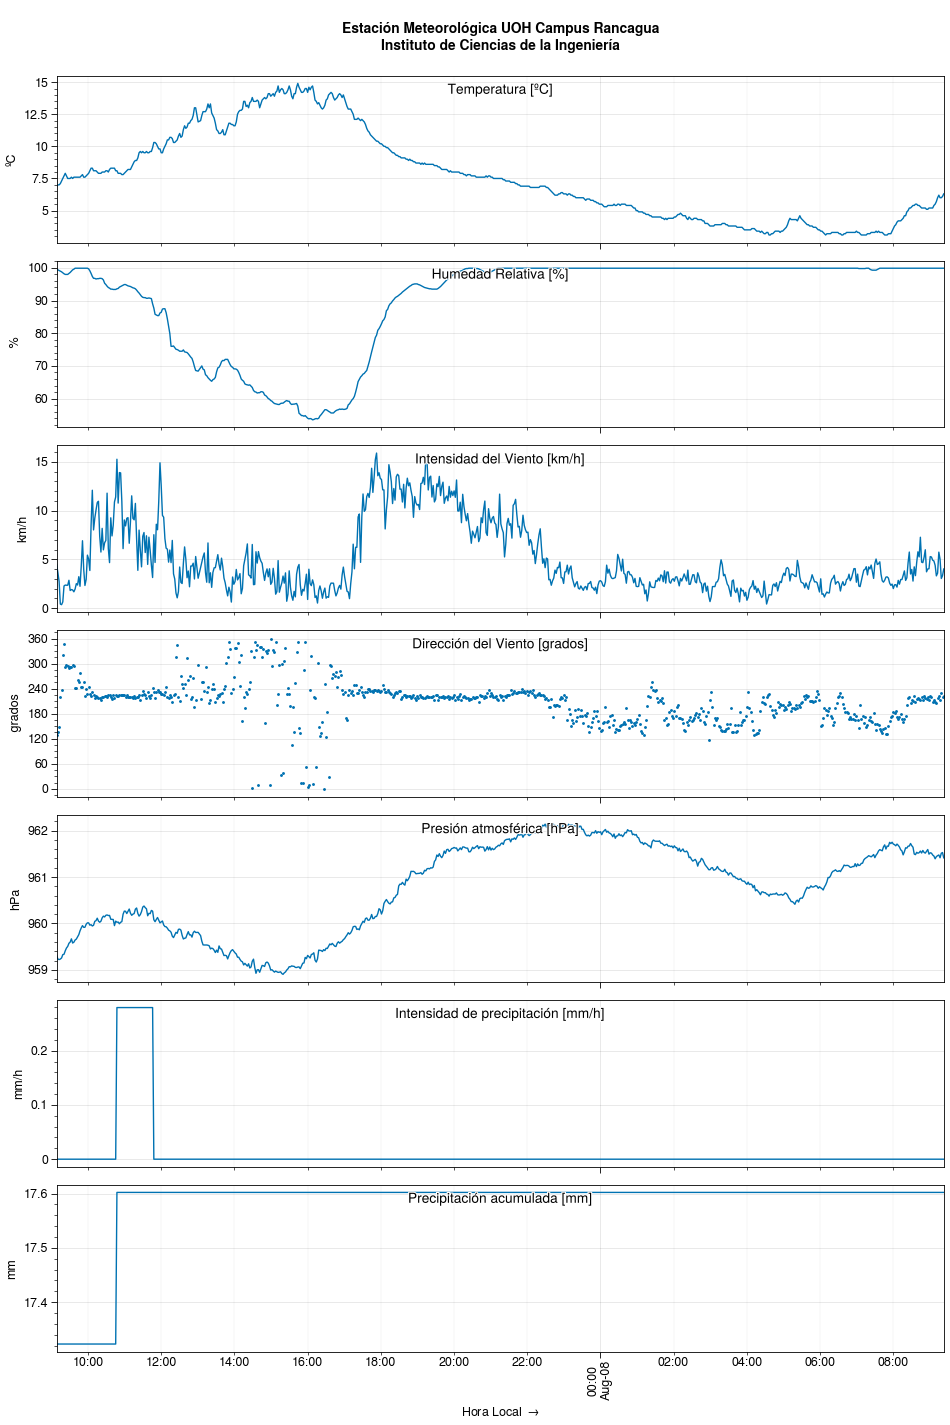 Estación Meteorológica UOH Campus Rancagua
Instituto de Ciencias de la Ingeniería
Temperatura [ºC]
15
12.5
10
7.5
5
ºC
Humedad Relativa [%]
100
90
80
70
60
%
Intensidad del Viento [km/h]
15
10
5
0
km/h
Dirección del Viento [grados]
360
300
240
180
120
60
0
grados
Presión atmosférica [hPa]
962
961
960
959
hPa
Intensidad de precipitación [mm/h]
0.2
0.1
0
mm/h
Precipitación acumulada [mm]
17.6
17.5
17.4
mm
10:00 12:00 14:00 16:00 18:00 20:00 22:00 00:00 02:00 04:00 06:00 08:00
Aug-08
Hora Local →